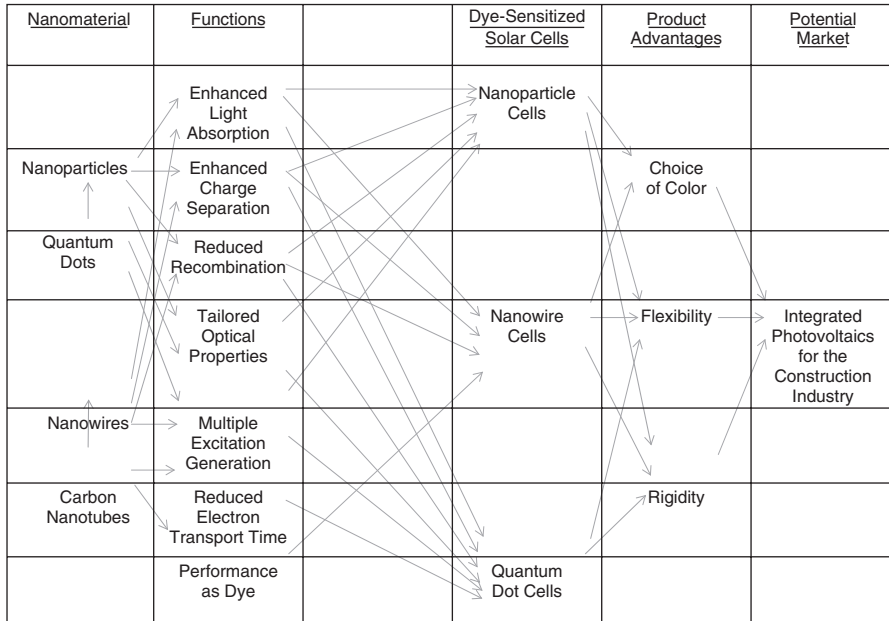 Nanomaterial
Functions
Dye-Sensitized
Solar Cells
Product
Advantages
Potential
Market
Enhanced
Light
Absorption
Nanoparticle
Cells
Nanoparticles
Enhanced
Charge
Separation
Choice
of Color
Quantum
Dots
Reduced
Recombination
Tailored
Optical
Properties
Nanowire
Cells
Flexibility
Integrated
Photovoltaics
for the
Construction
Industry
Nanowires
Multiple
Excitation
Generation
Carbon
Nanotubes
Reduced
Electron
Transport Time
Rigidity
Performance
as Dye
Quantum
Dot Cells